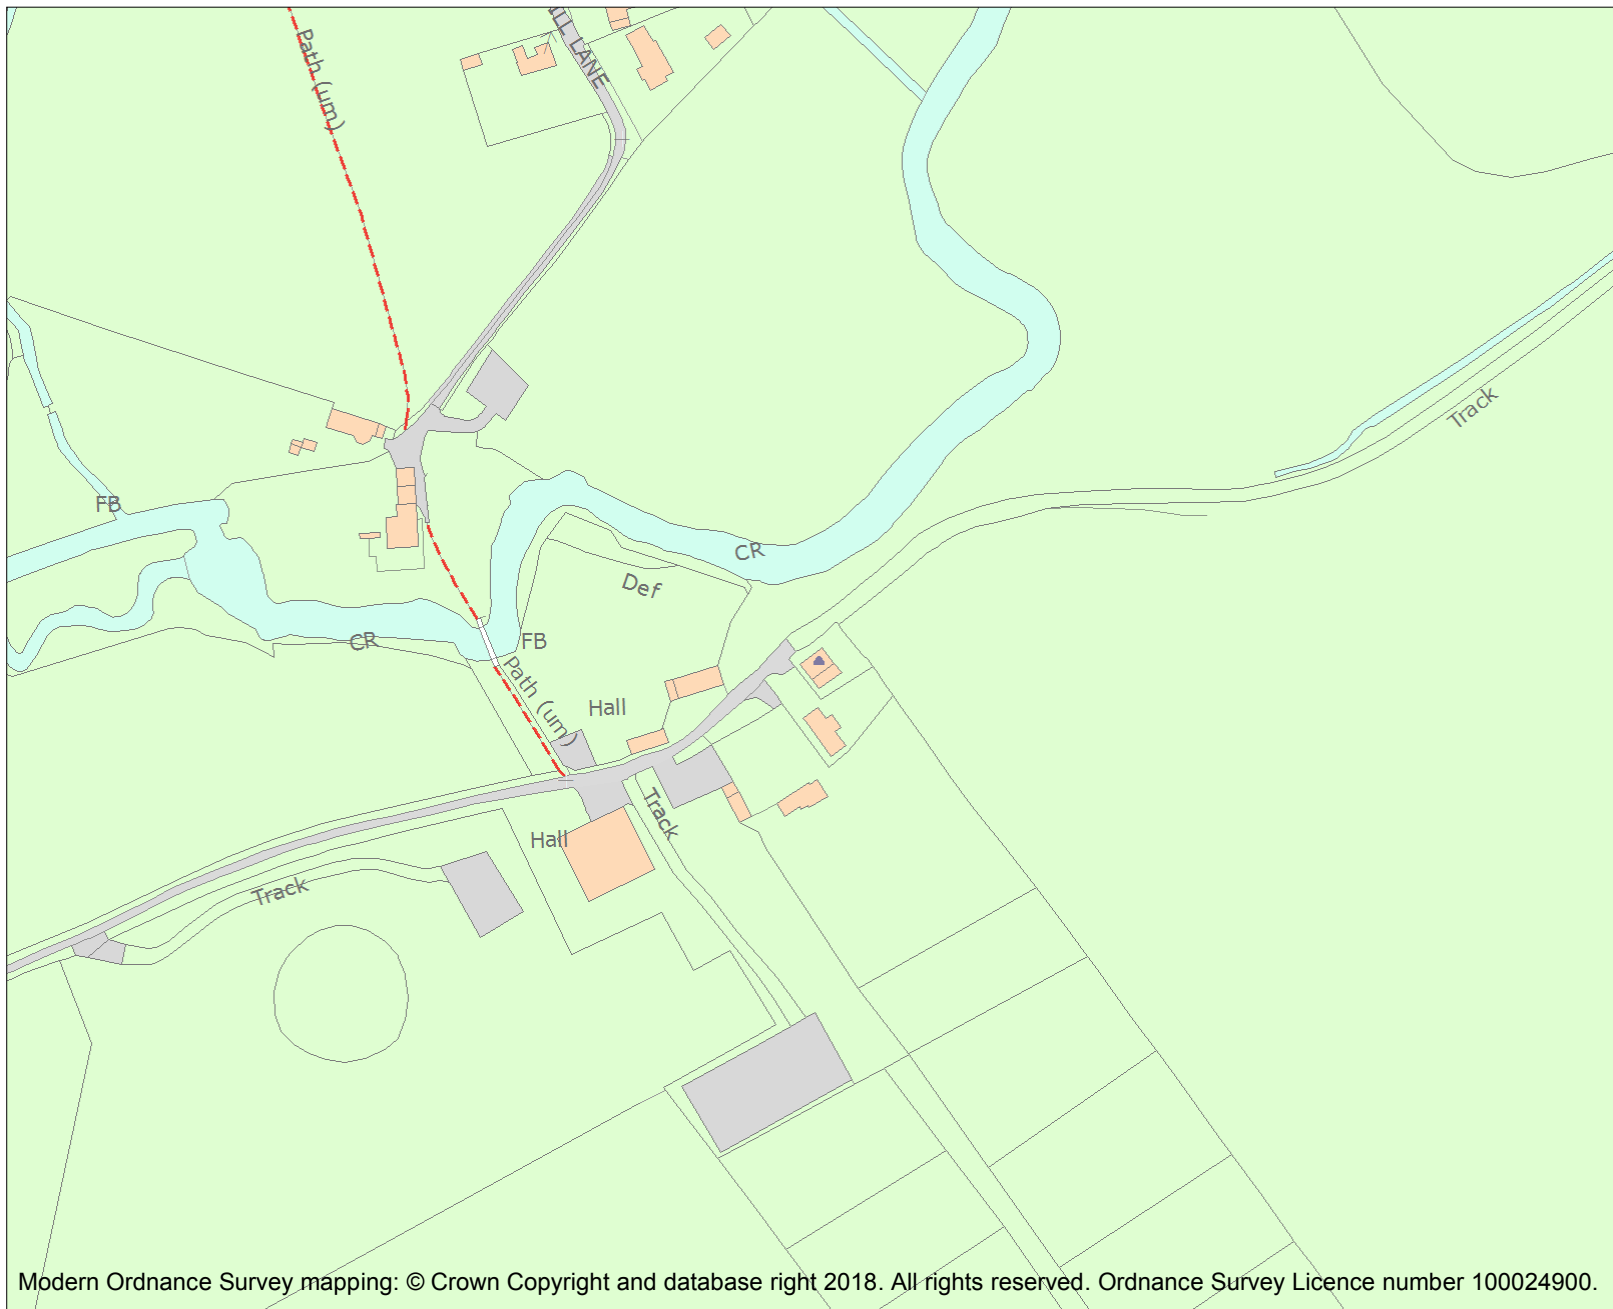 LANE
Path (um)
Track
FB
CR
Def
CR
FB
Path (um)
Hall
Track
Hall
Track
Modern Ordnance Survey mapping: © Crown Copyright and database right 2018. All rights reserved. Ordnance Survey Licence number 100024900.